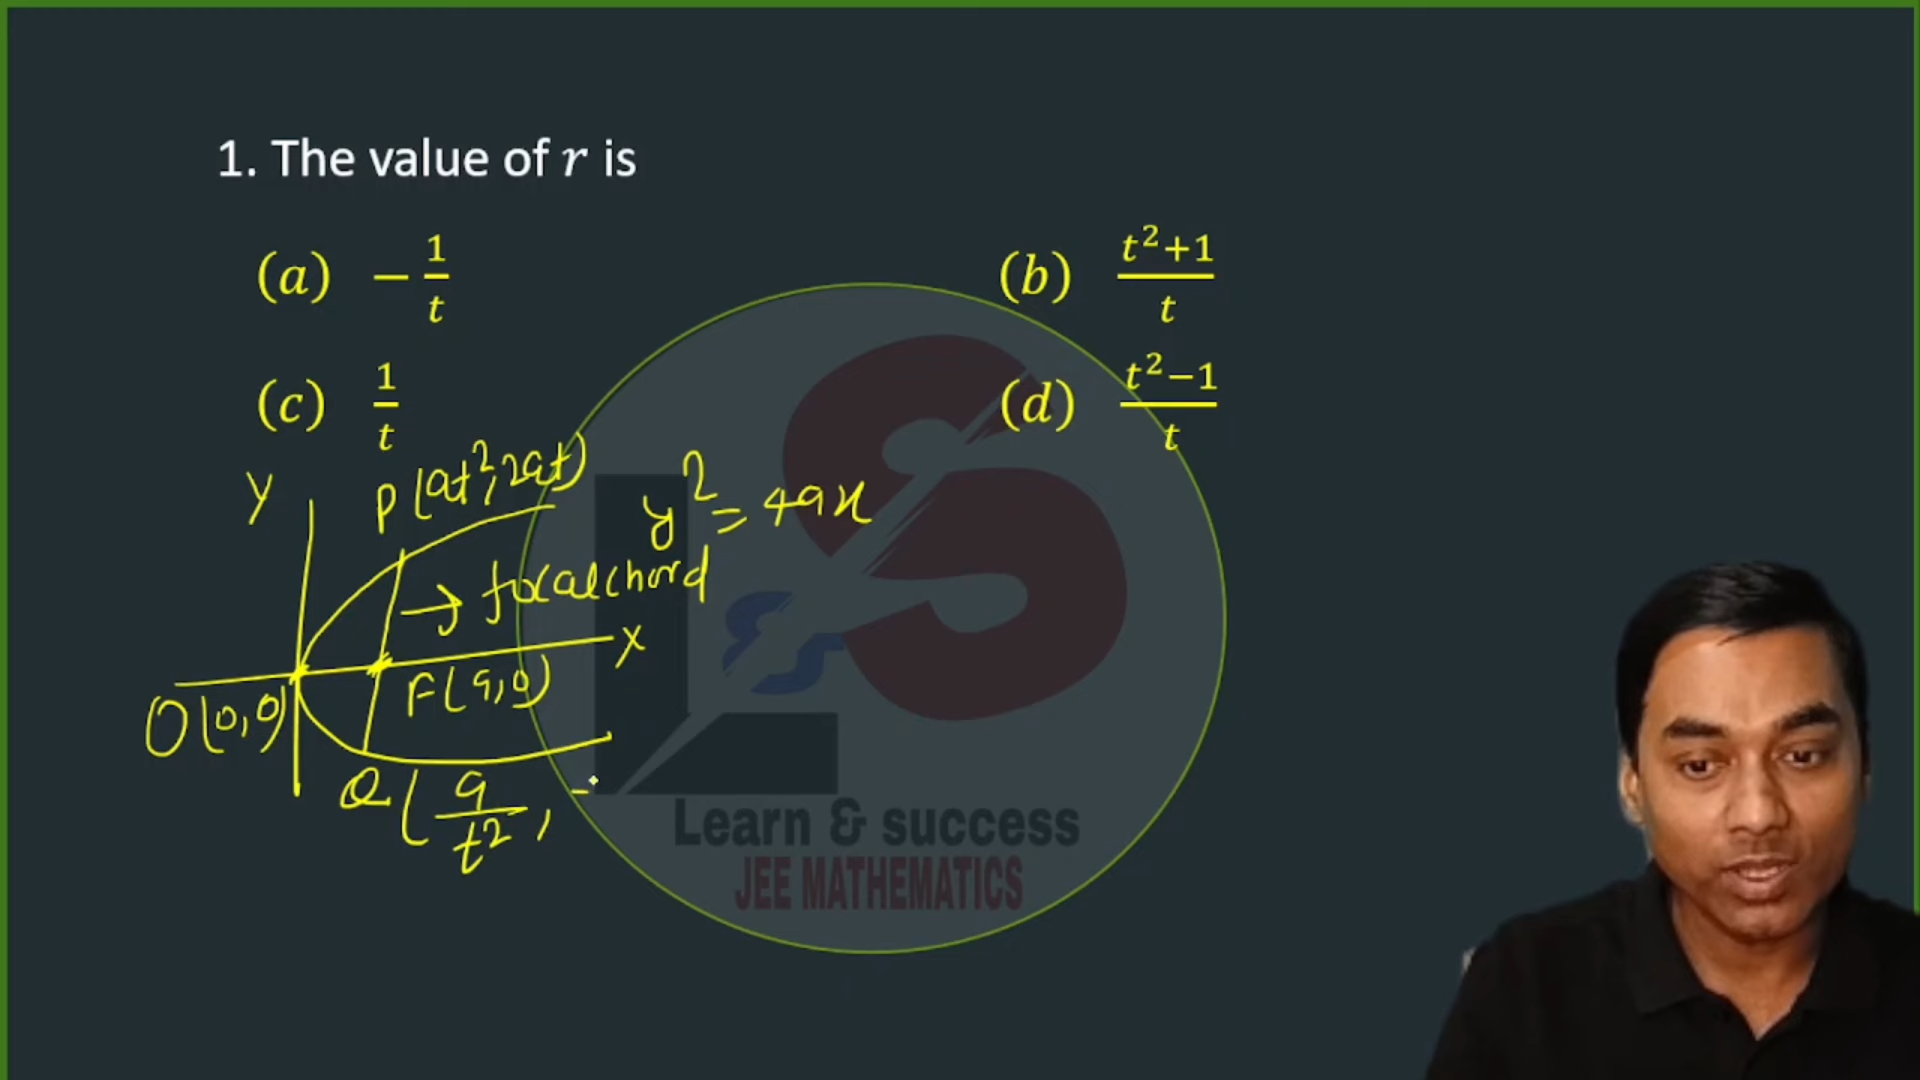 1. The value of r is
(a) -1/t
(b) t²+1/t
(c) 1/t
(d) t²-1/t
Y
P(at², 2at)
y² = 4ax
→ focal chord
X
O(0,0)
F(a,0)
Q(a/t², -
LS
&
Learn & success
JEE MATHEMATICS